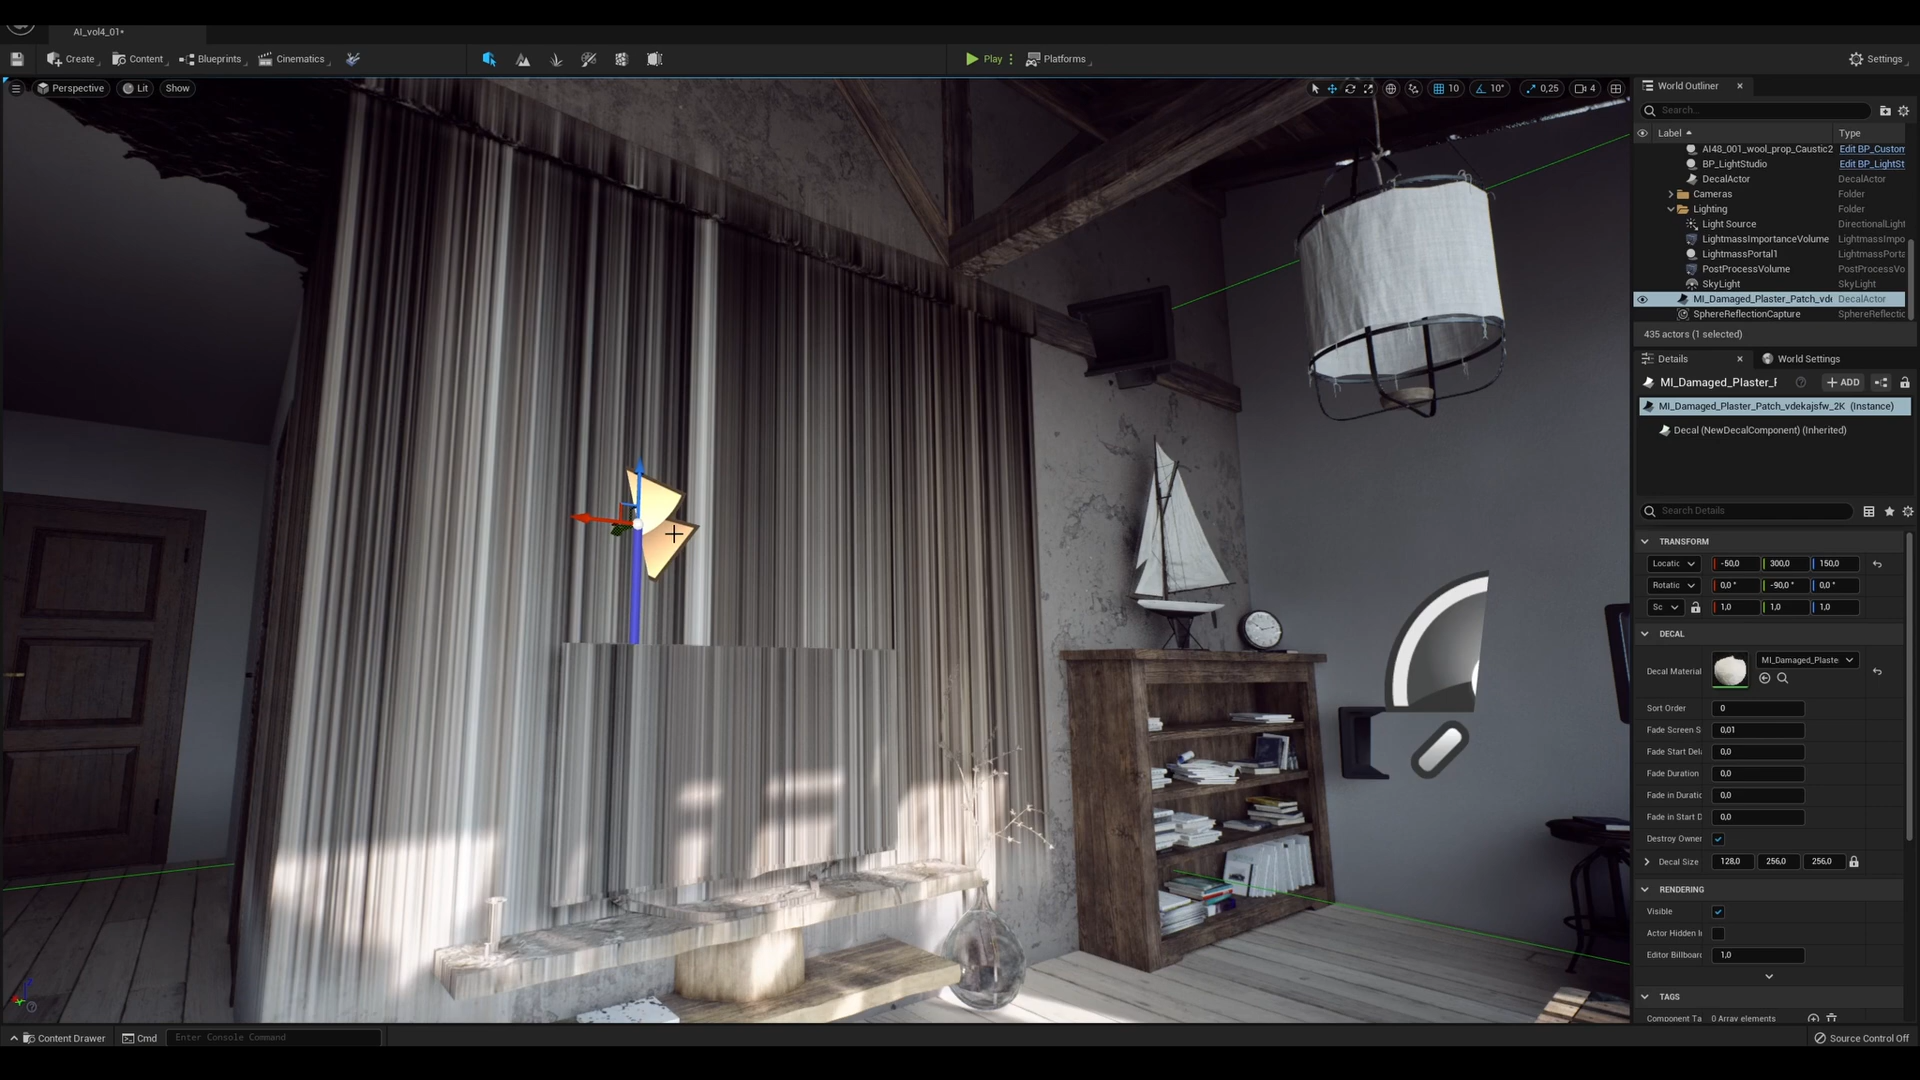 AI_vol4_01*
Create
Content
Blueprints
Cinematics
Play
Platforms
Settings
Perspective
Lit
Show
10
10°
0,25
4
World Outliner
Search...
Label
Type
AI48_001_wool_prop_Caustic2
Edit BP_Custom
BP_LightStudio
Edit BP_LightSt
DecalActor
DecalActor
Cameras
Folder
Lighting
Folder
Light Source
DirectionalLight
LightmassImportanceVolume
LightmassImpo
LightmassPortal1
LightmassPorta
PostProcessVolume
PostProcessVo
SkyLight
SkyLight
MI_Damaged_Plaster_Patch_vde
DecalActor
SphereReflectionCapture
SphereReflectic
435 actors (1 selected)
Details
World Settings
MI_Damaged_Plaster_F
ADD
MI_Damaged_Plaster_Patch_vdekajsfw_2K (Instance)
Decal (NewDecalComponent) (Inherited)
Search Details
TRANSFORM
Locatic
-50,0
300,0
150,0
Rotatic
0,0 °
-90,0 °
0,0 °
Sc
1,0
1,0
1,0
DECAL
Decal Material
MI_Damaged_Plaste
Sort Order
0
Fade Screen S
0,01
Fade Start Dela
0,0
Fade Duration
0,0
Fade in Duratic
0,0
Fade in Start D
0,0
Destroy Owner
Decal Size
128,0
256,0
256,0
RENDERING
Visible
Actor Hidden I
Editor Billboar
1,0
TAGS
Component Ta
0 Array elements
Content Drawer
Cmd
Enter Console Command
Source Control Off